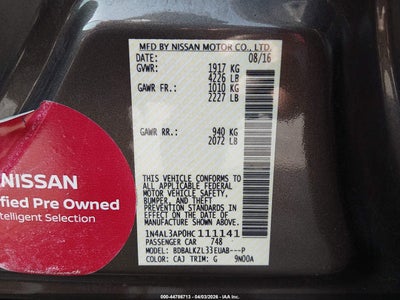 MFD BY NISSAN MOTOR CO., LTD.
DATE: 08/16
GVWR: 1917 KG
4226 LB
GAWR FR.: 1010 KG
2227 LB
GAWR RR.: 940 KG
2072 LB
THIS VEHICLE CONFORMS TO
ALL APPLICABLE FEDERAL
MOTOR VEHICLE SAFETY,
BUMPER, AND THEFT
PREVENTION STANDARDS IN
EFFECT ON THE DATE OF
MANUFACTURE SHOWN ABOVE.
1N4AL3AP0HC111141
PASSENGER CAR 748
MODEL: BDBALKZL33EUAB---P
COLOR: CAJ TRIM: G 9N00A
NISSAN
ified Pre Owned
telligent Selection
000-44786713 - 04/03/2026 - IAA, Inc.